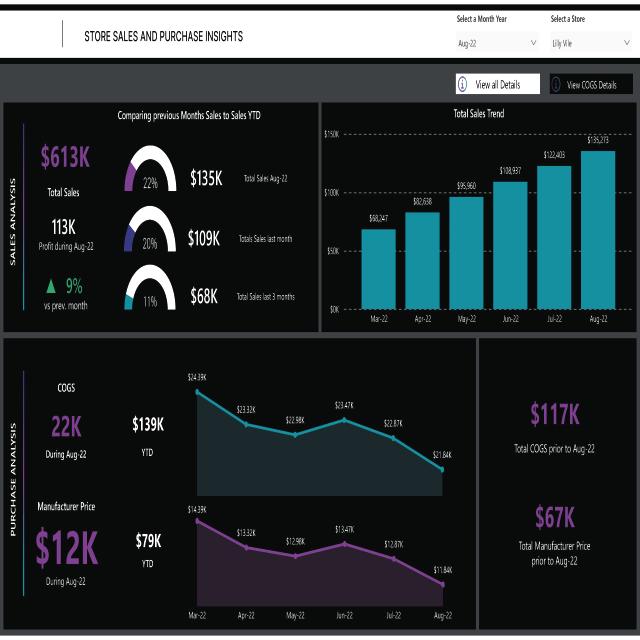 STORE SALES AND PURCHASE INSIGHTS
Select a Month Year
Select a Store
Aug-22
Lilly Vile
View all Details
View COGS Details
SALES ANALYSIS
Comparing previous Months Sales to Sales YTD
$613K
Total Sales
113K
Profit during Aug-22
9%
vs prev. month
22%
$135K
Total Sales Aug-22
20%
$109K
Totals Sales last month
11%
$68K
Total Sales last 3 months
Total Sales Trend
$150K
$100K
$50K
$0K
$68,247
$82,638
$95,960
$108,937
$122,403
$135,273
Mar-22
Apr-22
May-22
Jun-22
Jul-22
Aug-22
PURCHASE ANALYSIS
COGS
22K
During Aug-22
$139K
YTD
Manufacturer Price
$12K
During Aug-22
$79K
YTD
$24.39K
$23.32K
$22.98K
$23.47K
$22.87K
$21.84K
$14.39K
$13.32K
$12.98K
$13.47K
$12.87K
$11.84K
Mar-22
Apr-22
May-22
Jun-22
Jul-22
Aug-22
$117K
Total COGS prior to Aug-22
$67K
Total Manufacturer Price
prior to Aug-22